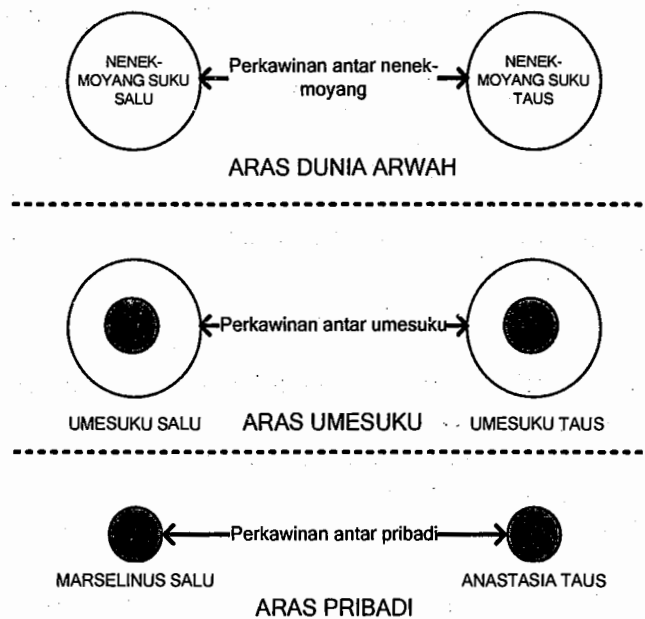 NENEK-
MOYANG SUKU
SALU
Perkawinan antar nenek-
moyang
NENEK-
MOYANG SUKU
TAUS
ARAS DUNIA ARWAH
Perkawinan antar umesuku
UMESUKU SALU
ARAS UMESUKU
UMESUKU TAUS
Perkawinan antar pribadi
MARSELINUS SALU
ANASTASIA TAUS
ARAS PRIBADI